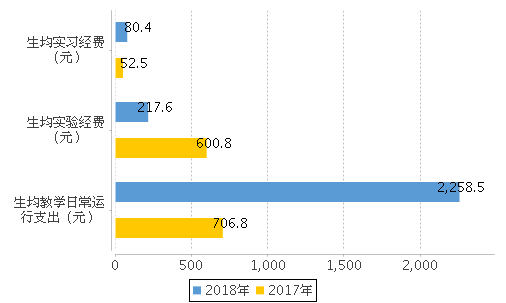 80.4
生均实习经费
（元）
52.5
217.6
生均实验经费
（元）
600.8
2,258.5
生均教学日常运
行支出（元）
706.8
0 500 1,000 1,500 2,000
2018年 2017年